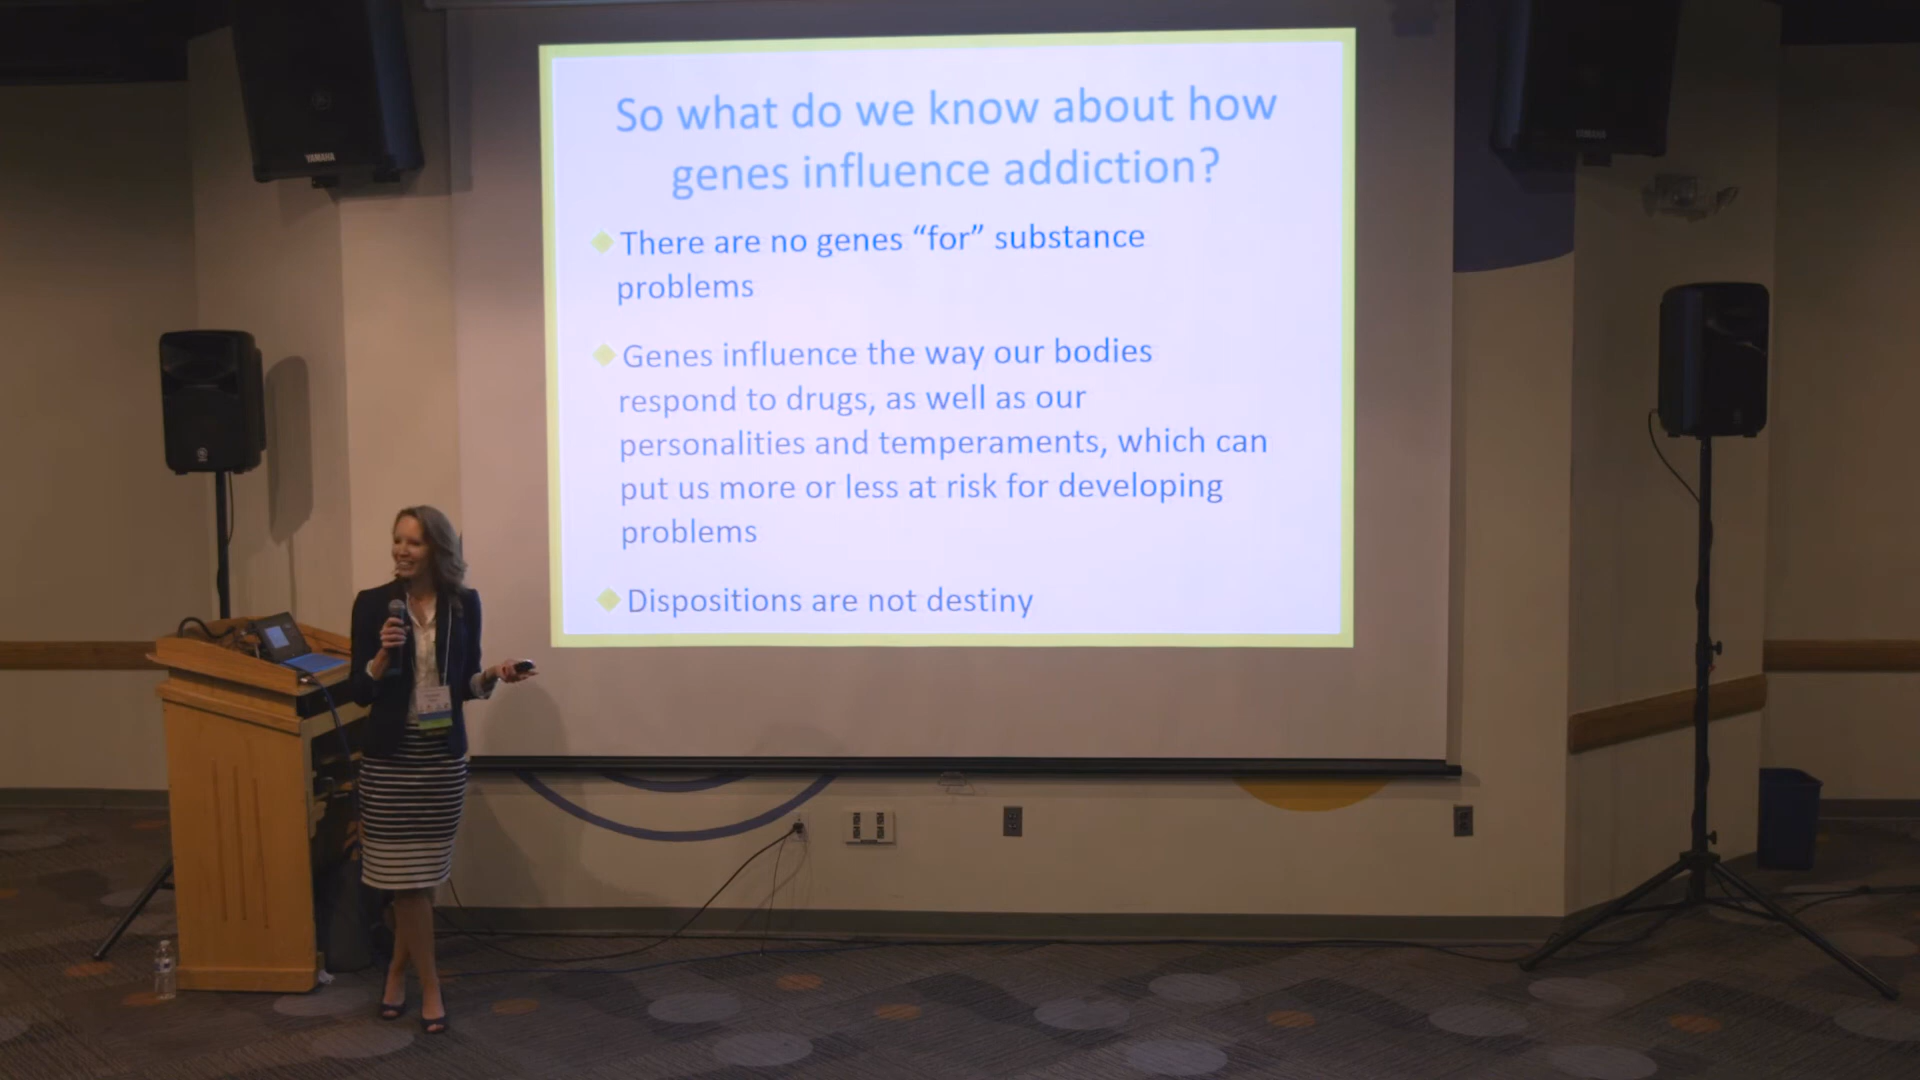 So what do we know about how
genes influence addiction?
There are no genes “for” substance
problems
Genes influence the way our bodies
respond to drugs, as well as our
personalities and temperaments, which can
put us more or less at risk for developing
problems
Dispositions are not destiny
YAMAHA
YAMAHA